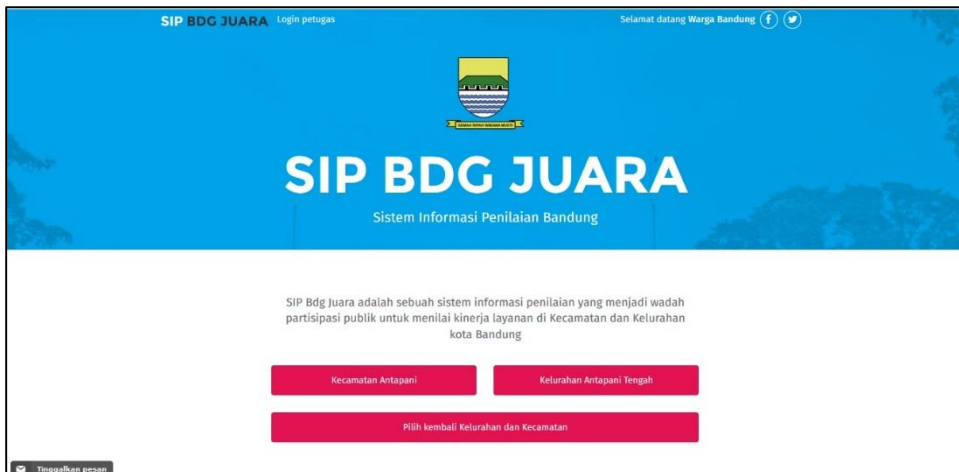 SIP BDG JUARA Login petugas Selamat datang Warga Bandung
SIP BDG JUARA
Sistem Informasi Penilaian Bandung
SIP Bdg Juara adalah sebuah sistem informasi penilaian yang menjadi wadah
partisipasi publik untuk menilai kinerja layanan di Kecamatan dan Kelurahan
kota Bandung
Kecamatan Antapani Kelurahan Antapani Tengah
Pilih kembali Kelurahan dan Kecamatan
Tinggalkan pesan